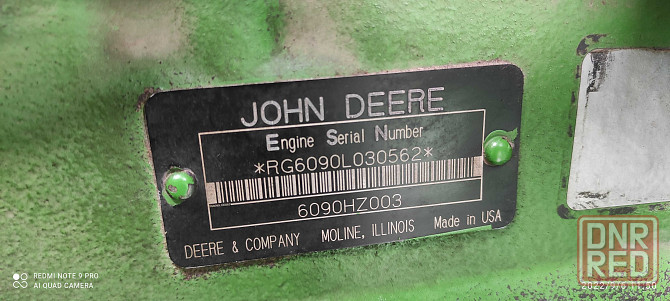 JOHN DEERE
Engine Serial Number
*RG6090L030562*
6090HZ003
DEERE & COMPANY MOLINE, ILLINOIS Made in USA
REDMI NOTE 9 PRO
AI QUAD CAMERA
DNR
RED